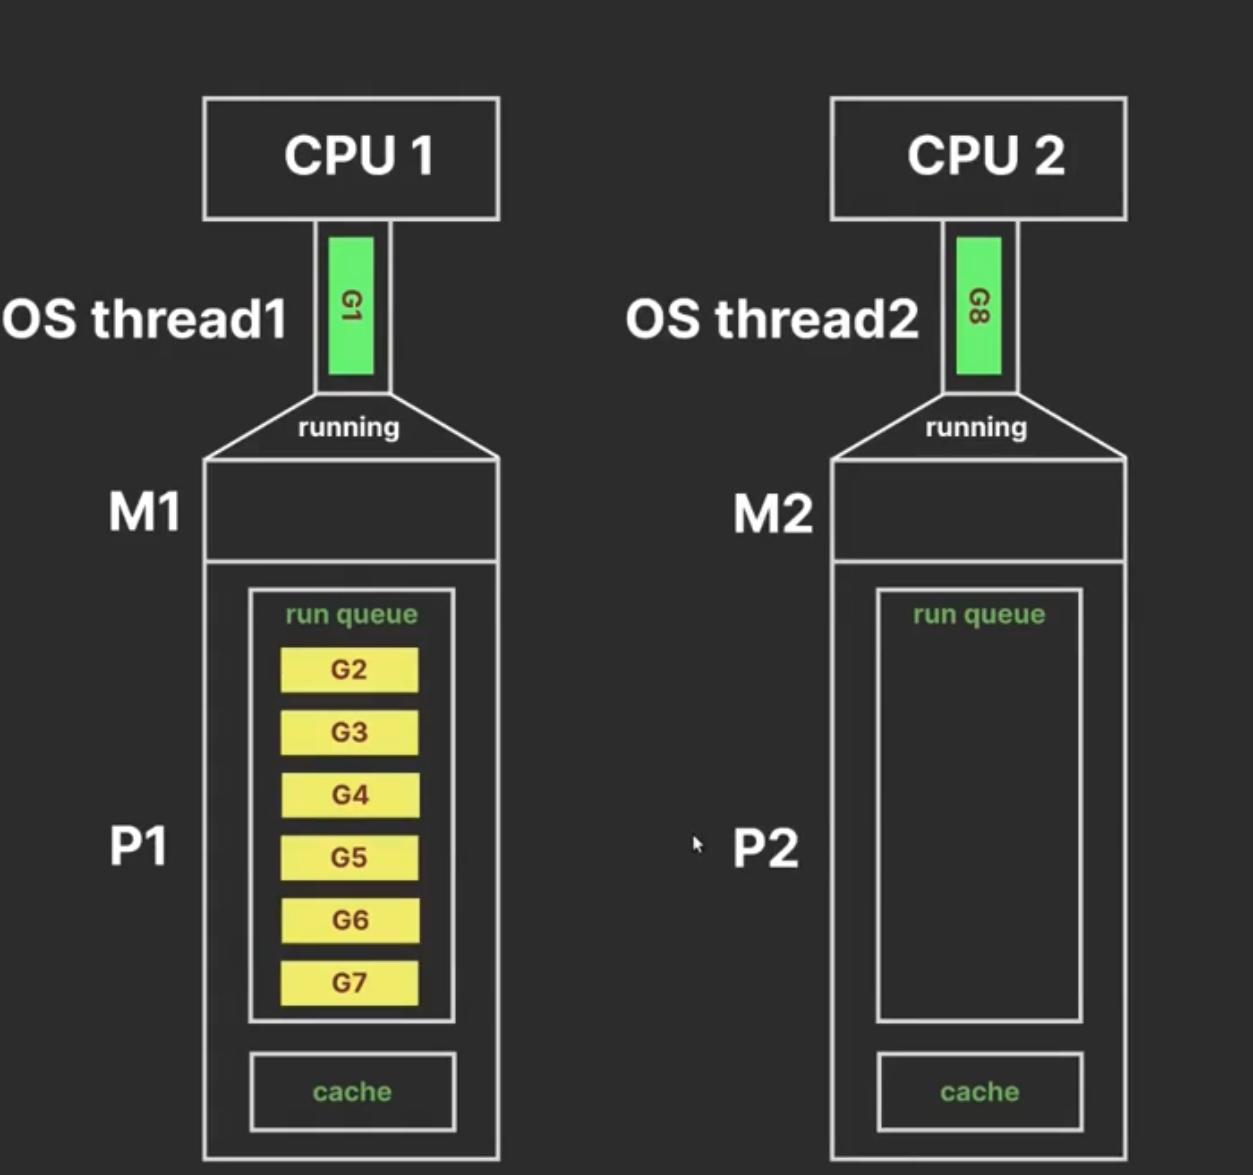 CPU 1
CPU 2
G1
G8
OS thread1
OS thread2
running
running
M1
M2
run queue
G2
G3
G4
G5
G6
G7
run queue
P1
P2
cache
cache